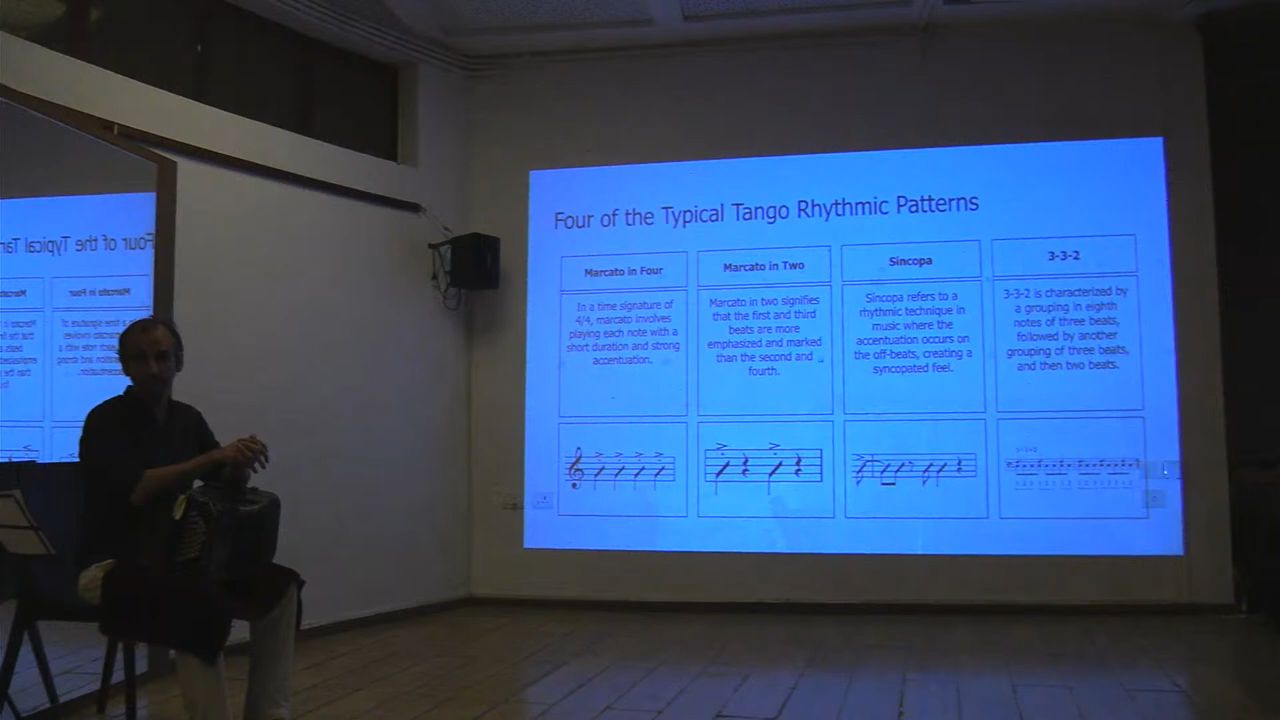 Four of the Typical Tango Rhythmic Patterns
Marcato in Four
In a time signature of
4/4, marcato involves
playing each note with a
short duration and strong
accentuation.
Marcato in Two
Marcato in two signifies
that the first and third
beats are more
emphasized and marked
than the second and
fourth.
Sincopa
Sincopa refers to a
rhythmic technique in
music where the
accentuation occurs on
the off-beats, creating a
syncopated feel.
3-3-2
3-3-2 is characterized by
a grouping in eighth
notes of three beats,
followed by another
grouping of three beats,
and then two beats.